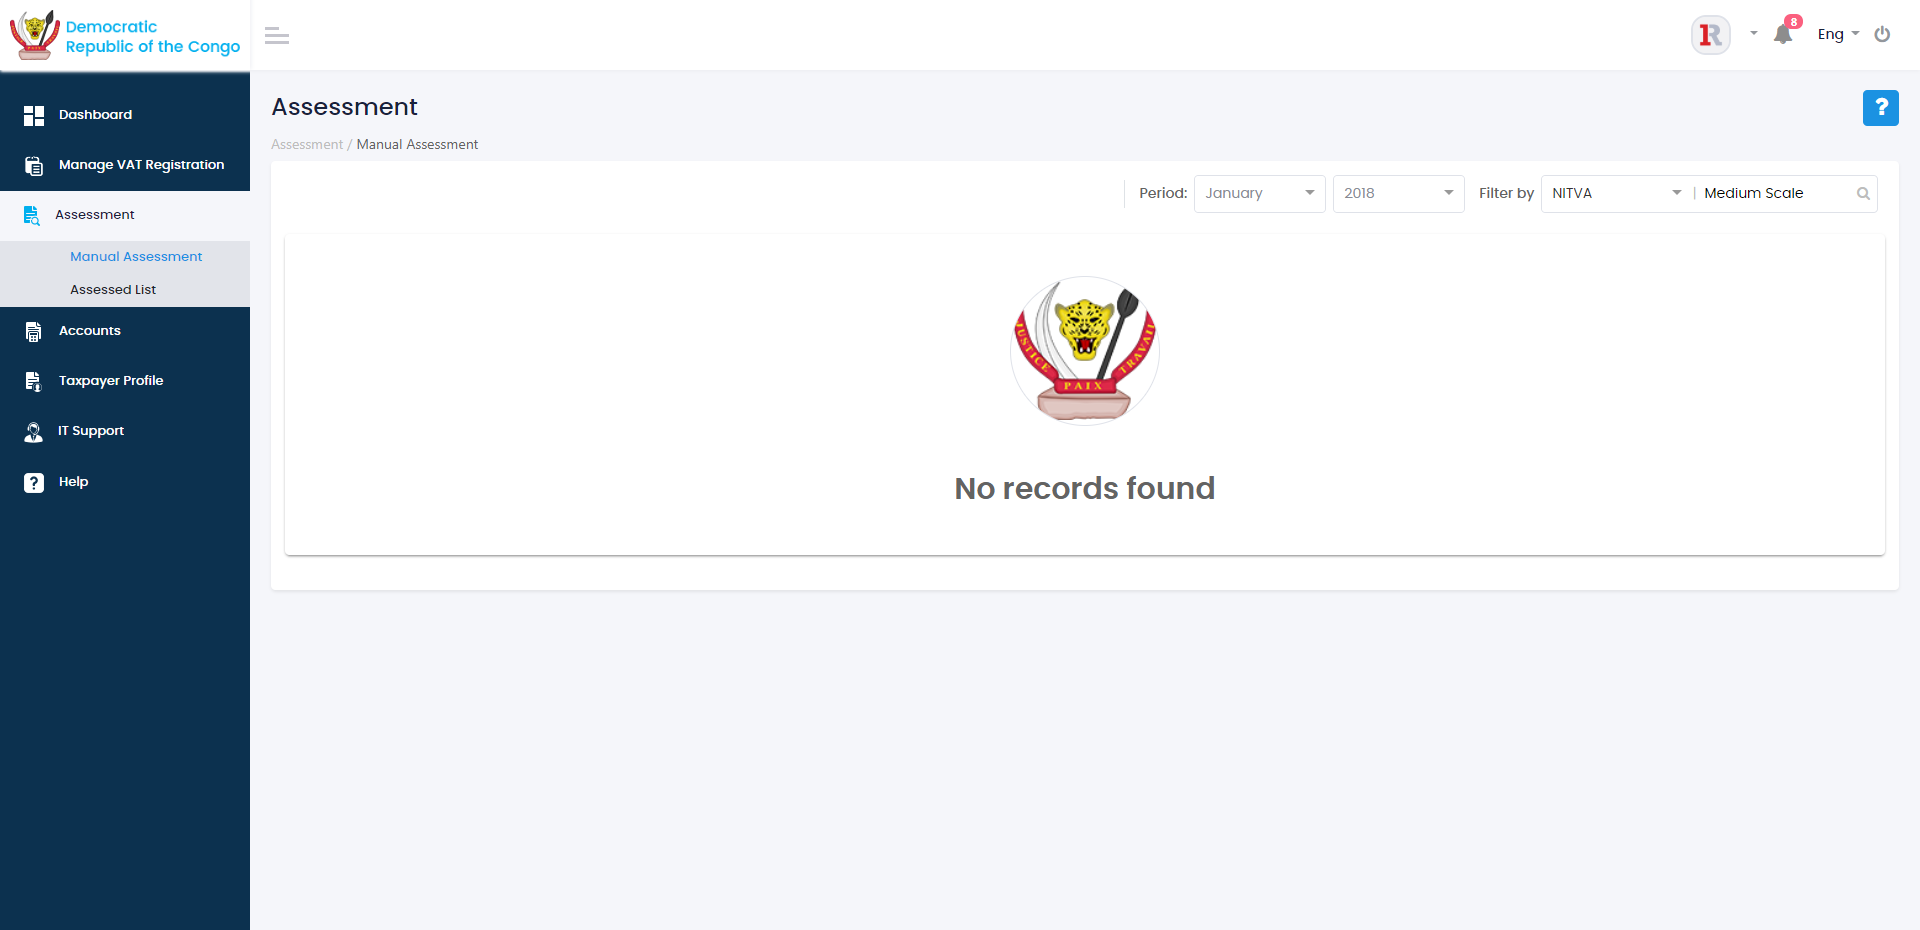 Democratic
Republic of the Congo
8
Eng
Dashboard
Manage VAT Registration
Assessment
Manual Assessment
Assessed List
Accounts
Taxpayer Profile
IT Support
Help
Assessment
?
Assessment / Manual Assessment
Period: January 2018 Filter by NITVA | Medium Scale
JUSTICE PAIX TRAVAIL
No records found